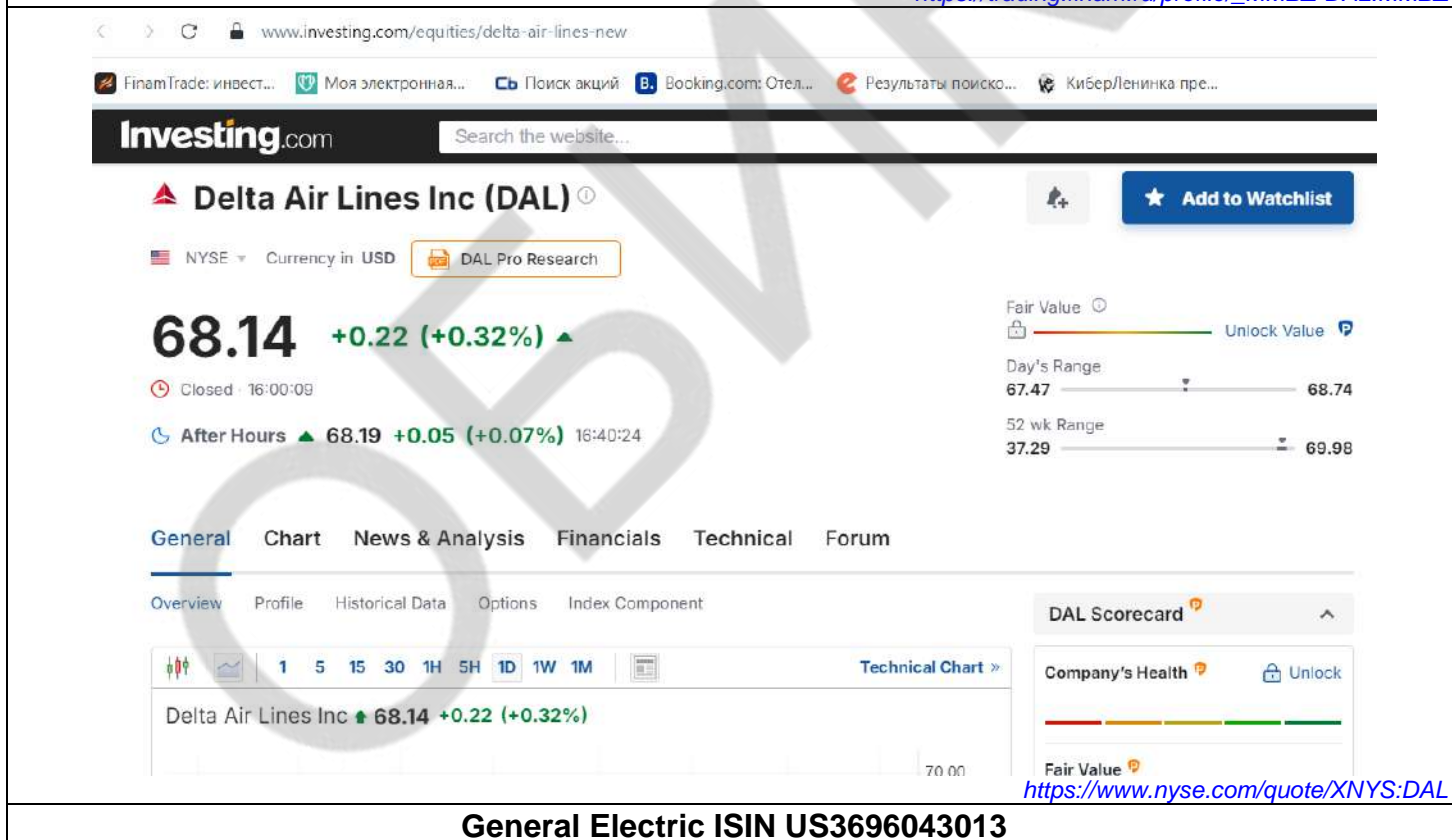 www.investing.com/equities/delta-air-lines-new
FinamTrade: инвест... Моя электронная... Сь Поиск акций B. Booking.com: Отел... Результаты поиско... КиберЛенинка пре...
Investing.com Search the website...
Delta Air Lines Inc (DAL)
Add to Watchlist
NYSE Currency in USD DAL Pro Research
68.14 +0.22 (+0.32%)
Fair Value
Unlock Value
Closed · 16:00:09
Day's Range
67.47 68.74
After Hours 68.19 +0.05 (+0.07%) 16:40:24
52 wk Range
37.29 69.98
General Chart News & Analysis Financials Technical Forum
Overview Profile Historical Data Options Index Component
DAL Scorecard
1 5 15 30 1H 5H 1D 1W 1M Technical Chart »
Company's Health Unlock
Delta Air Lines Inc 68.14 +0.22 (+0.32%)
70.00
Fair Value
https://www.nyse.com/quote/XNYS:DAL
General Electric ISIN US3696043013